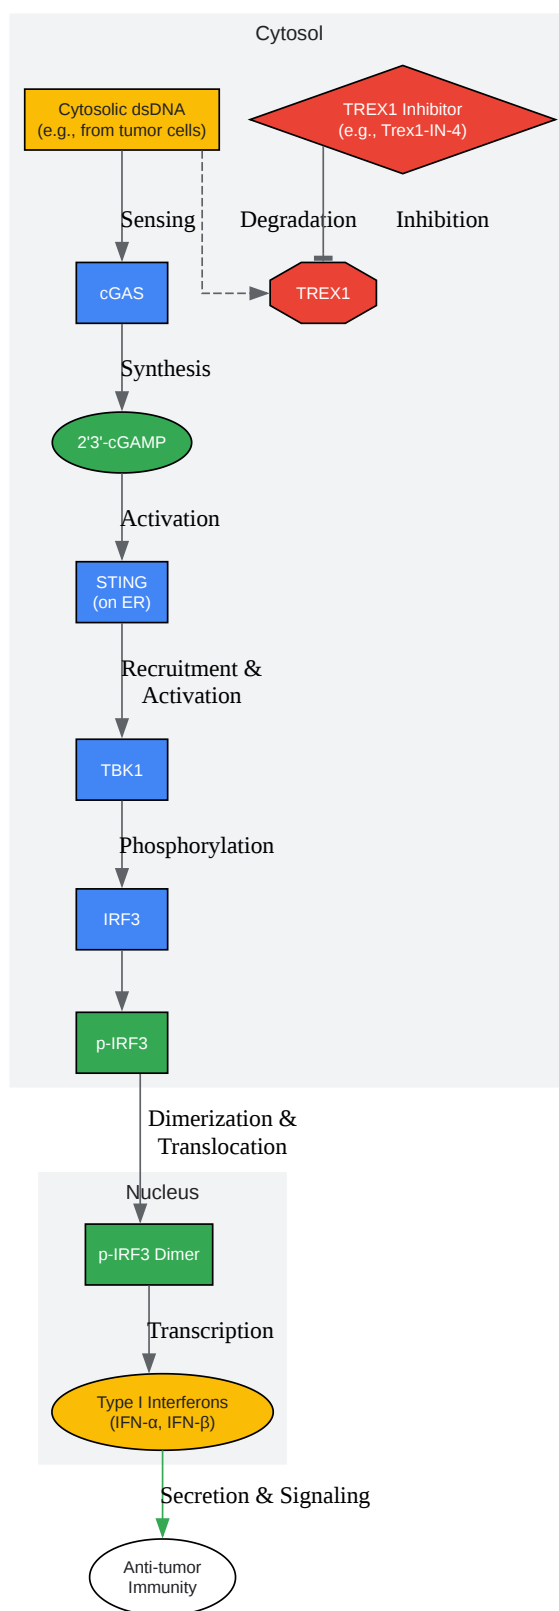 Cytosol
Cytosolic dsDNA
(e.g., from tumor cells)
TREX1 Inhibitor
(e.g., Trex1-IN-4)
Sensing
Degradation
Inhibition
cGAS
TREX1
Synthesis
2'3'-cGAMP
Activation
STING
(on ER)
Recruitment &
Activation
TBK1
Phosphorylation
IRF3
p-IRF3
Dimerization &
Translocation
Nucleus
p-IRF3 Dimer
Transcription
Type I Interferons
(IFN-α, IFN-β)
Secretion & Signaling
Anti-tumor
Immunity